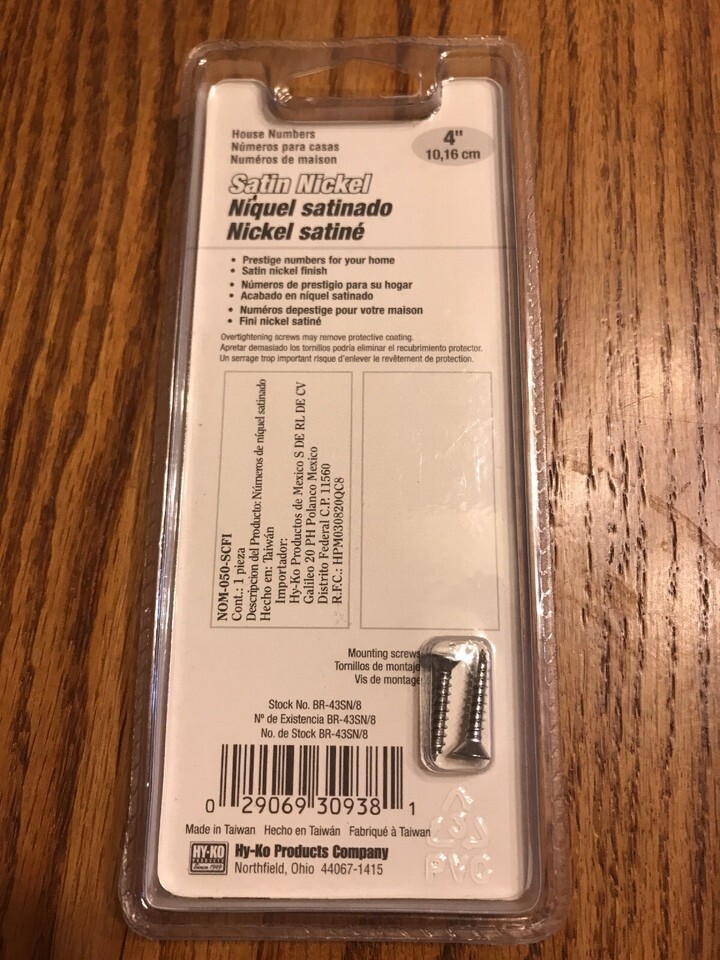 House Numbers
Números para casas
Numéros de maison
4"
10,16 cm
Satin Nickel
Níquel satinado
Nickel satiné
• Prestige numbers for your home
• Satin nickel finish
• Números de prestigio para su hogar
• Acabado en níquel satinado
• Numéros depestige pour votre maison
• Fini nickel satiné
Overtightening screws may remove protective coating.
Apretar demasiado los tornillos podría eliminar el recubrimiento protector.
Un serrage trop important risque d'enlever le revêtement de protection.
NOM-050-SCFI
Cont.: 1 pieza
Descripcion del Producto: Números de níquel satinado
Hecho en: Taiwán
Importador:
Hy-Ko Productos de Mexico S DE RL DE CV
Galileo 20 PH Polanco Mexico
Distrito Federal C.P. 11560
R.F.C.: HPM030820QC8
Mounting screws
Tornillos de montaje
Vis de montage
Stock No. BR-43SN/8
Nº de Existencia BR-43SN/8
No. de Stock BR-43SN/8
0 29069 30938 1
Made in Taiwan Hecho en Taiwán Fabriqué à Taiwan
HY-KO
PRODUCTS
Since 1949
Hy-Ko Products Company
Northfield, Ohio 44067-1415
3
PVC